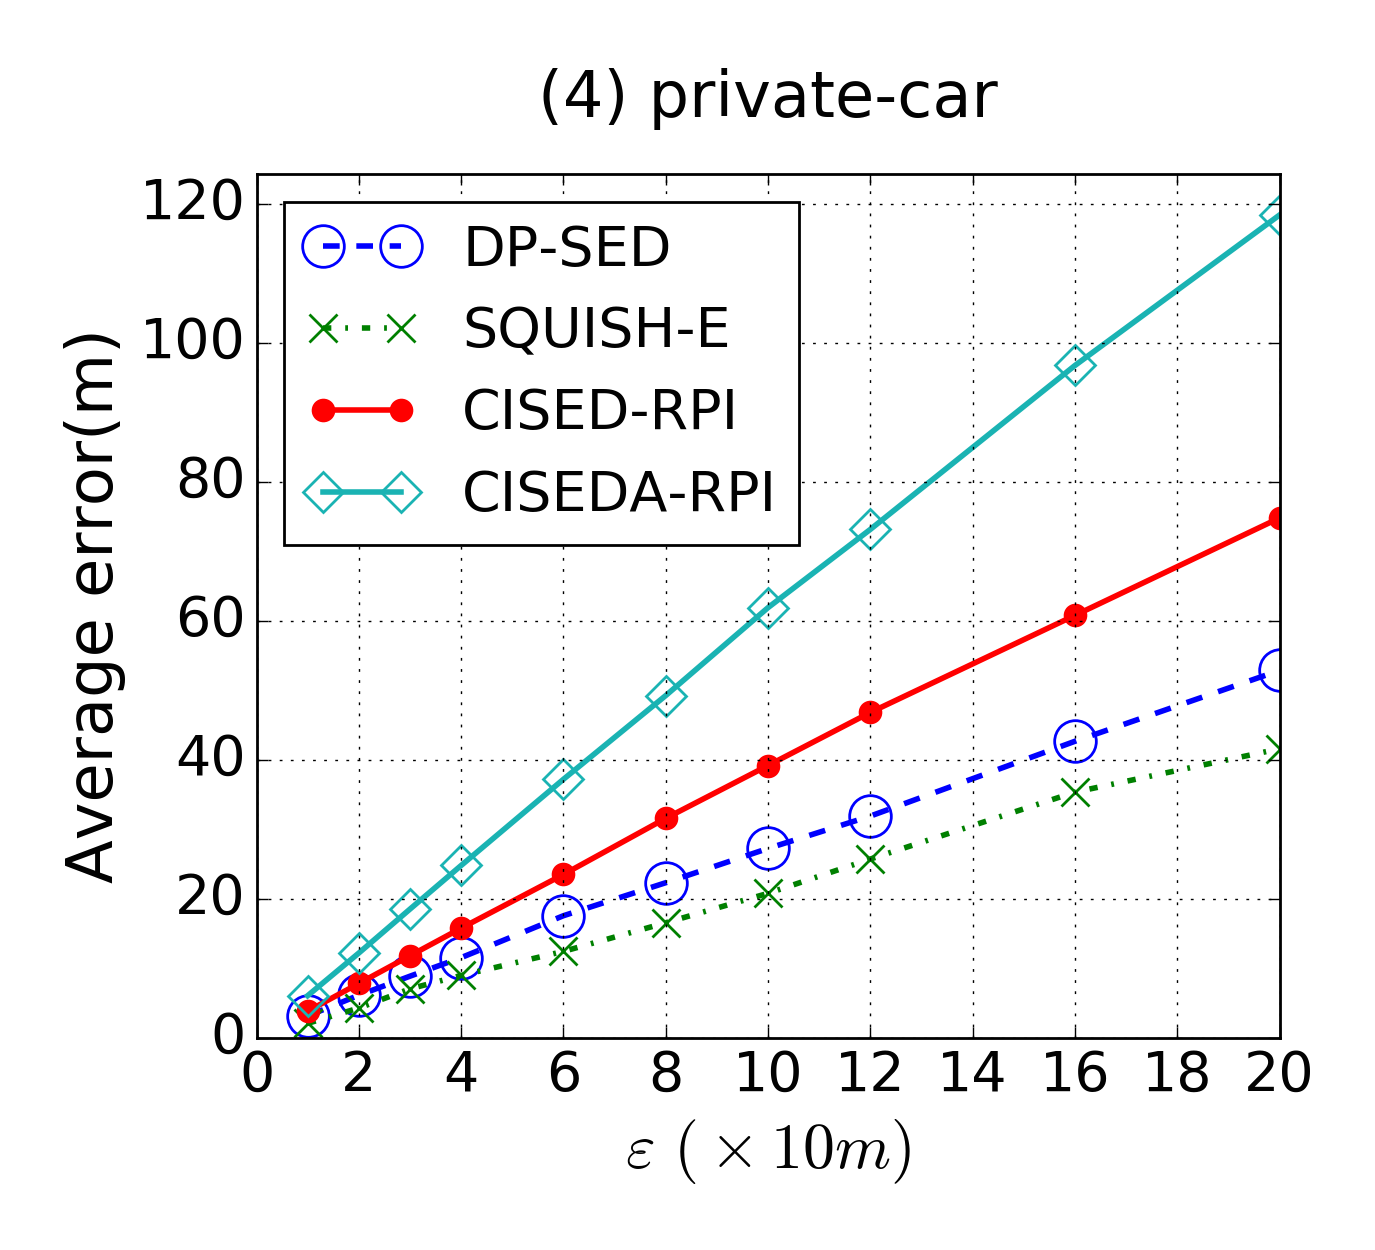 (4) private-car
120
100
80
60
40
20
0
Average error(m)
DP-SED
SQUISH-E
CISED-RPI
CISEDA-RPI
0 2 4 6 8 10 12 14 16 18 20
ε (×10m)